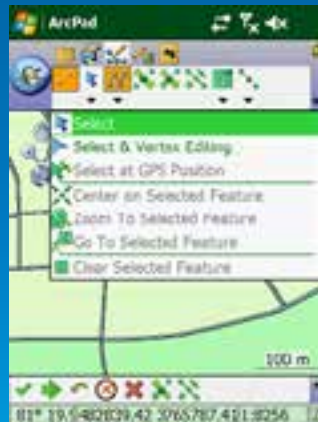 ArcPad
Select
Select & Vertex Editing
Select at GPS Position
Center on Selected Feature
Zoom To Selected Feature
Go To Selected Feature
Clear Selected Feature
100 m